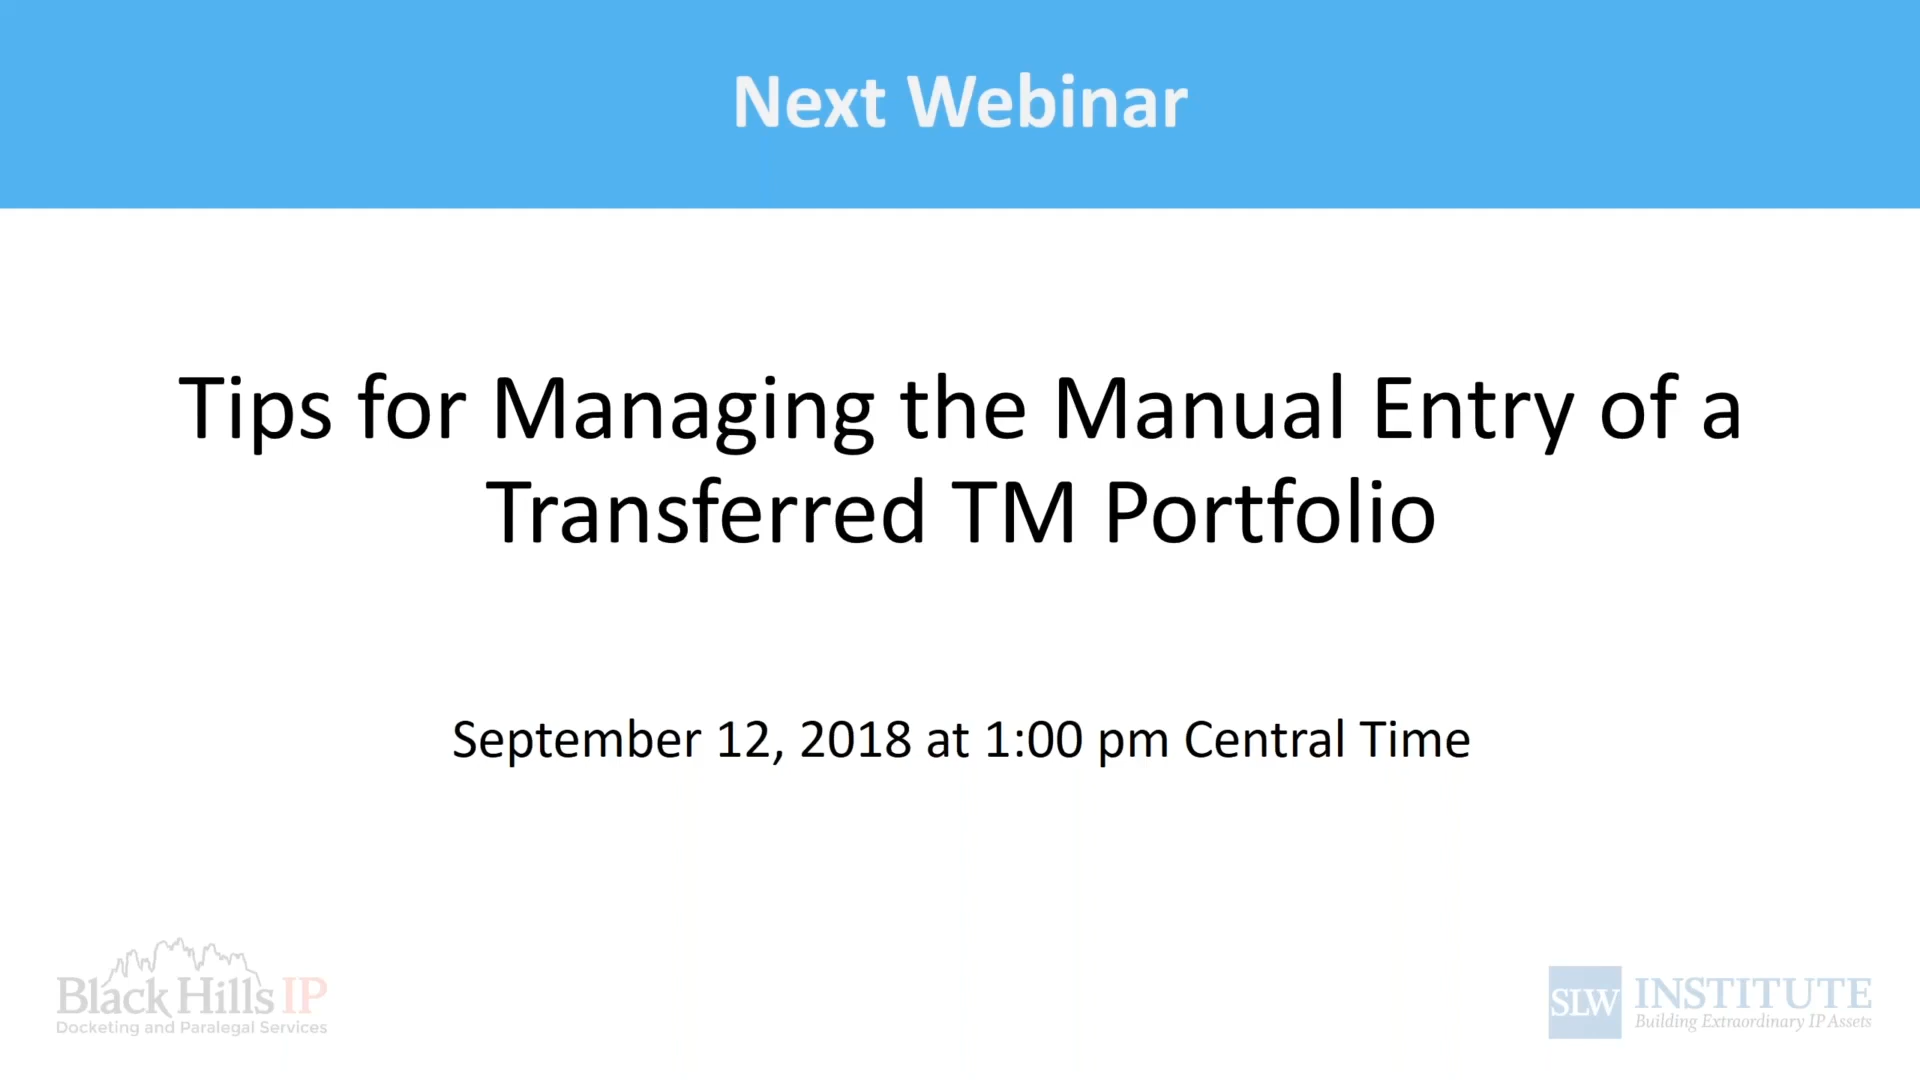 Next Webinar
Tips for Managing the Manual Entry of a
Transferred TM Portfolio
September 12, 2018 at 1:00 pm Central Time
Black Hills IP
Docketing and Paralegal Services
SLW INSTITUTE
Building Extraordinary IP Assets